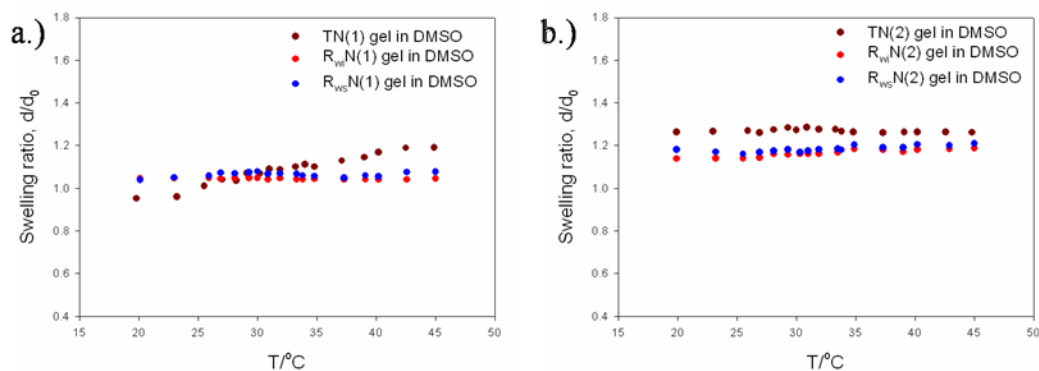 a.)
TN(1) gel in DMSO
RwiN(1) gel in DMSO
RwsN(1) gel in DMSO
Swelling ratio, d/d0
1.8
1.6
1.4
1.2
1.0
0.8
0.6
0.4
15 20 25 30 35 40 45 50
T/°C
b.)
TN(2) gel in DMSO
RwiN(2) gel in DMSO
RwsN(2) gel in DMSO
Swelling ratio, d/d0
1.8
1.6
1.4
1.2
1.0
0.8
0.6
0.4
15 20 25 30 35 40 45 50
T/°C